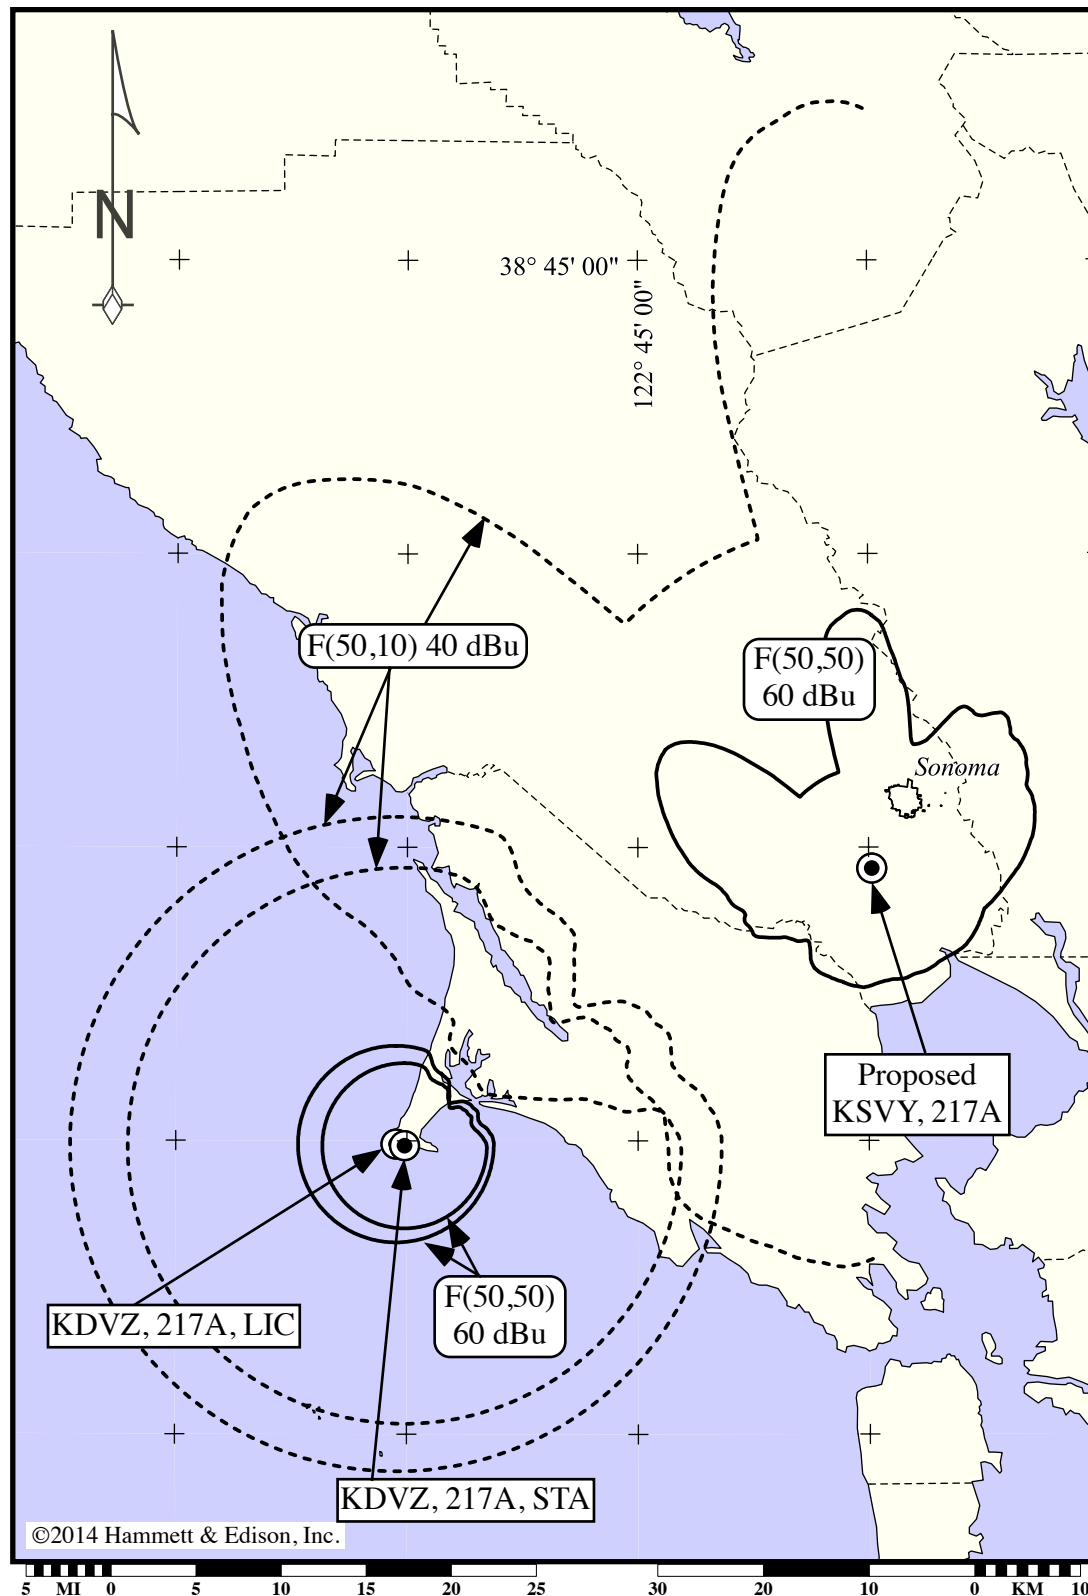 N
38° 45' 00"
122° 45' 00"
F(50,10) 40 dBu
F(50,50)
60 dBu
Sonoma
Proposed
KSVY, 217A
KDVZ, 217A, LIC
F(50,50)
60 dBu
KDVZ, 217A, STA
©2014 Hammett & Edison, Inc.
5 MI 0 5 10 15 20 25 30 20 10 0 KM 10